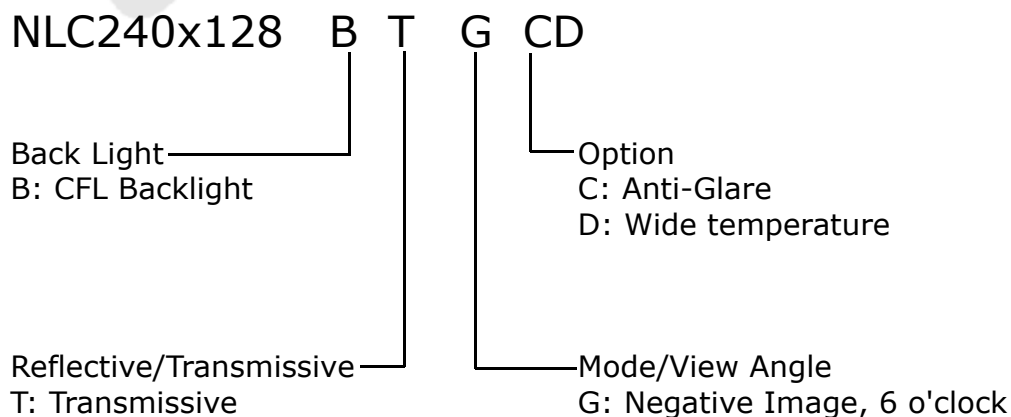 NLC240x128 B T G CD
Back Light
B: CFL Backlight
Option
C: Anti-Glare
D: Wide temperature
Reflective/Transmissive
T: Transmissive
Mode/View Angle
G: Negative Image, 6 o'clock